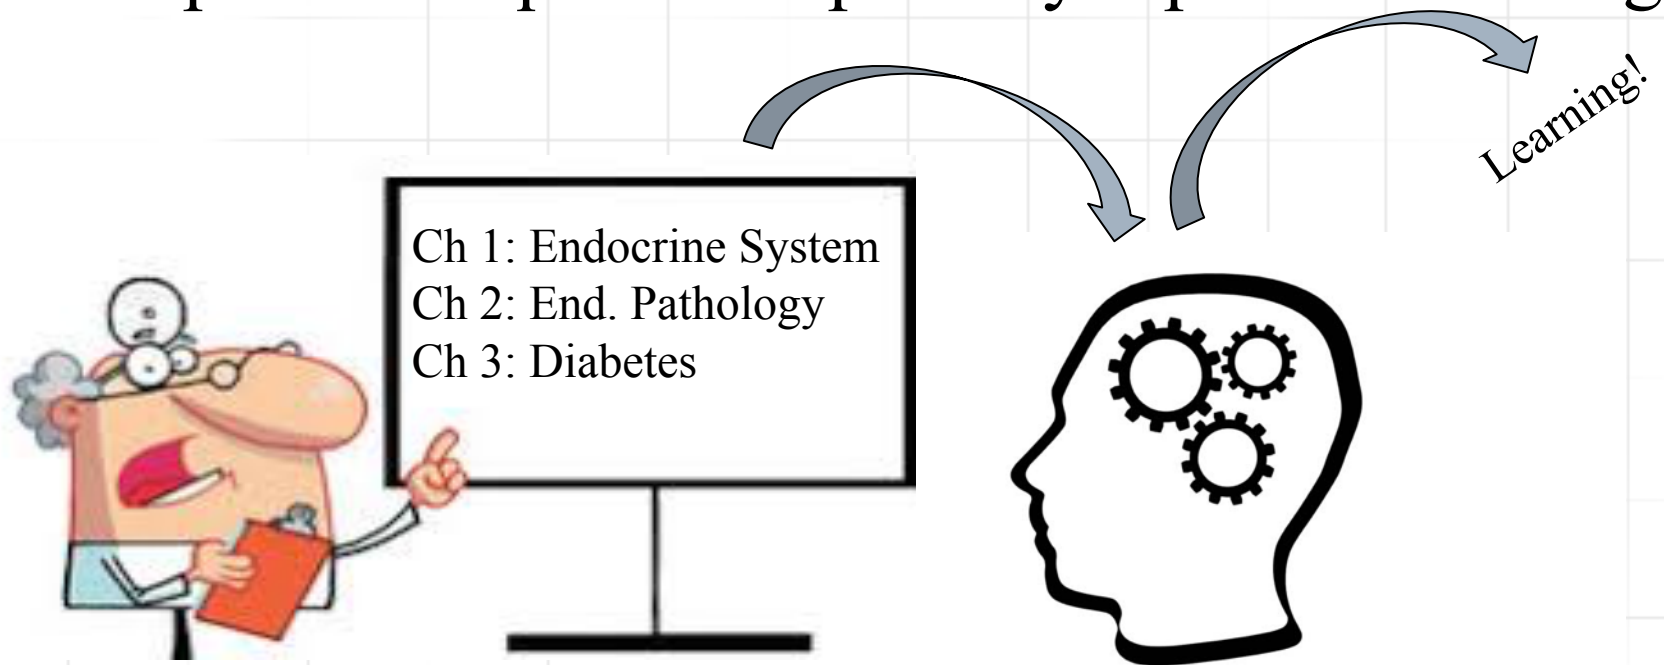 Ch 1: Endocrine System
Ch 2: End. Pathology
Ch 3: Diabetes
Learning!